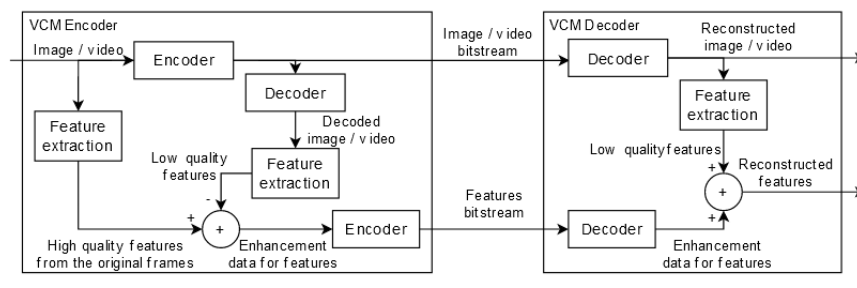 VCM Encoder
Image / video
Encoder
Decoder
Decoded
image / video
Feature
extraction
Feature
extraction
Low quality
features
-
+
+
High quality features
from the original frames
Enhancement
data for features
Encoder
Image / video
bitstream
Features
bitstream
VCM Decoder
Decoder
Reconstructed
image / video
Feature
extraction
Low qualityfeatures
+
+
+
Reconstructed
features
Decoder
Enhancement
data for features